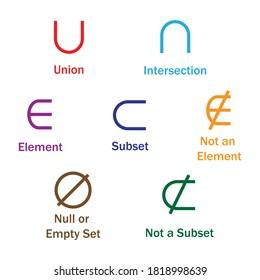 ∪ ∩
Union Intersection
∈ ⊂ ∉
Element Subset Not an
Element
∅ ⊄
Null or
Empty Set Not a Subset
shutterstock.com · 1818998639